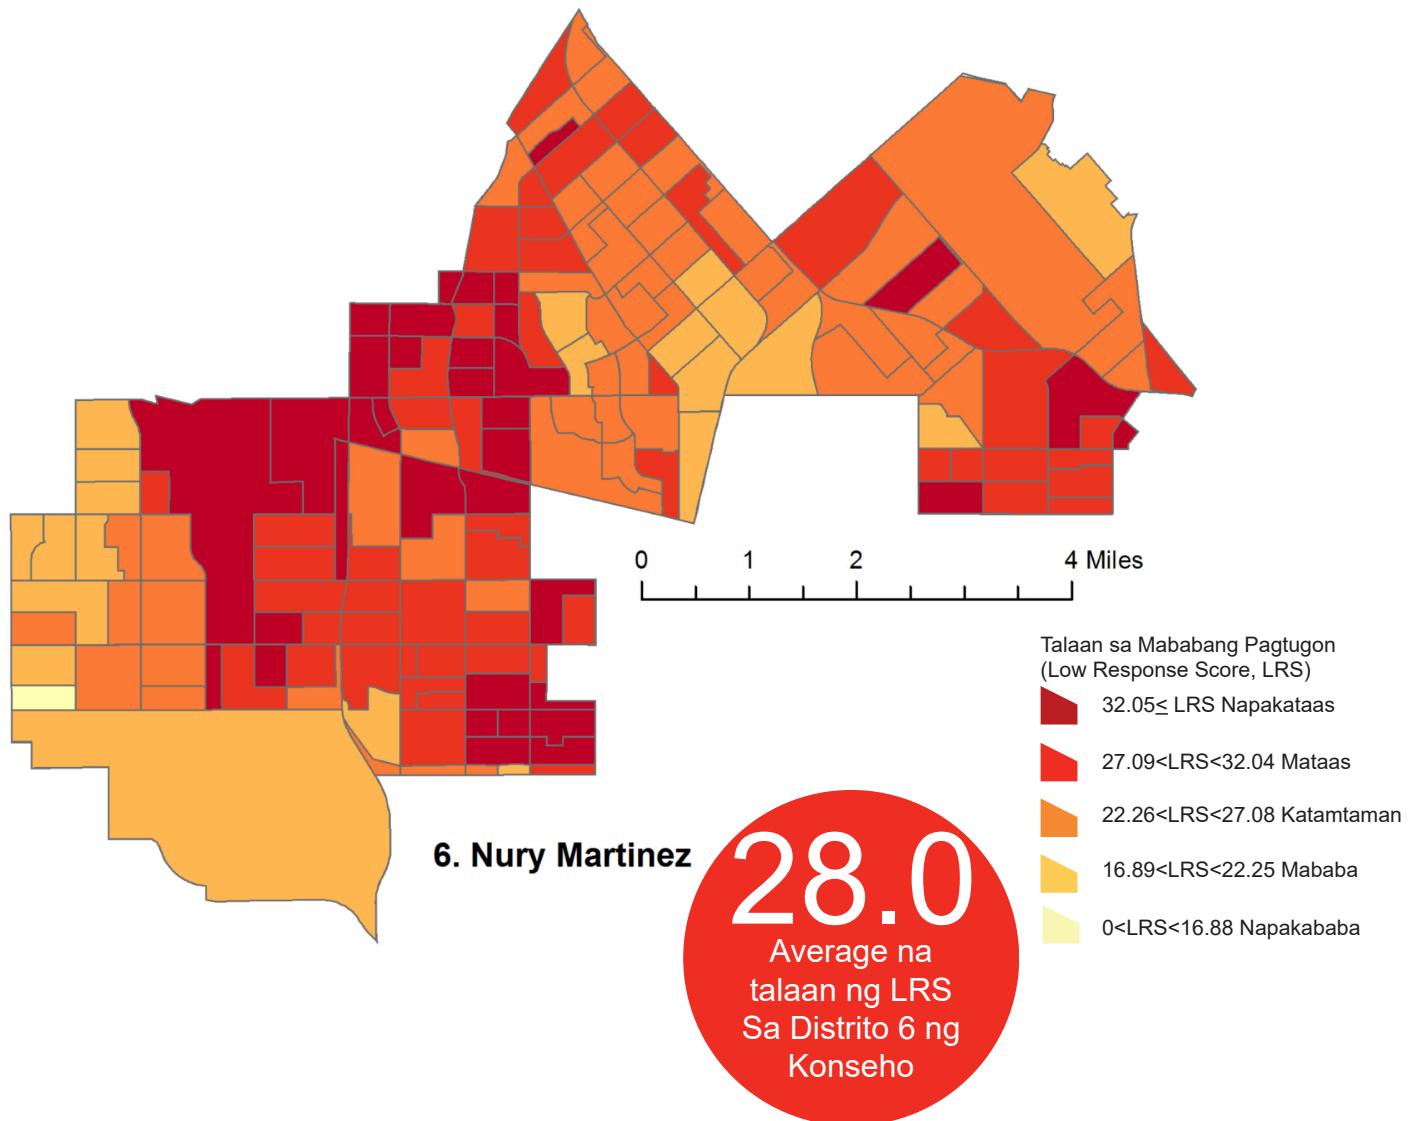 0 1 2 4 Miles
Talaan sa Mababang Pagtugon
(Low Response Score, LRS)
32.05≤ LRS Napakataas
27.09<LRS<32.04 Mataas
22.26<LRS<27.08 Katamtaman
16.89<LRS<22.25 Mababa
0<LRS<16.88 Napakababa
6. Nury Martinez
28.0
Average na
talaan ng LRS
Sa Distrito 6 ng
Konseho